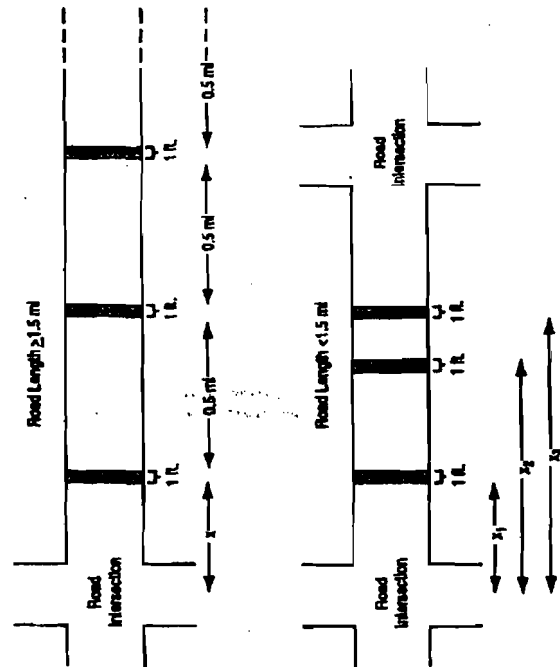 Road Length ≥1.5 mi
Road
Intersection
1 ft.
1 ft.
1 ft.
x
0.5 mi
0.5 mi
0.5 mi
Road Length <1.5 mi
Road
Intersection
Road
Intersection
1 ft.
1 ft.
1 ft.
x₁
x₂
x₃